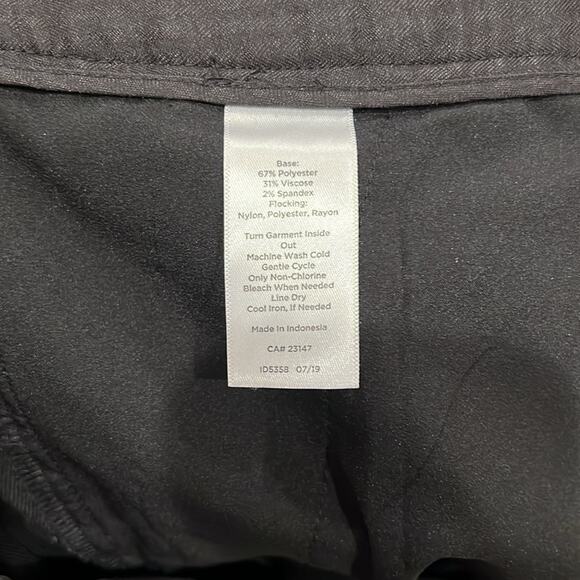 Base:
67% Polyester
31% Viscose
2% Spandex
Flocking:
Nylon, Polyester, Rayon
Turn Garment Inside
Out
Machine Wash Cold
Gentle Cycle
Only Non-Chlorine
Bleach When Needed
Line Dry
Cool Iron, If Needed
Made in Indonesia
CA# 23147
ID5358 07/19